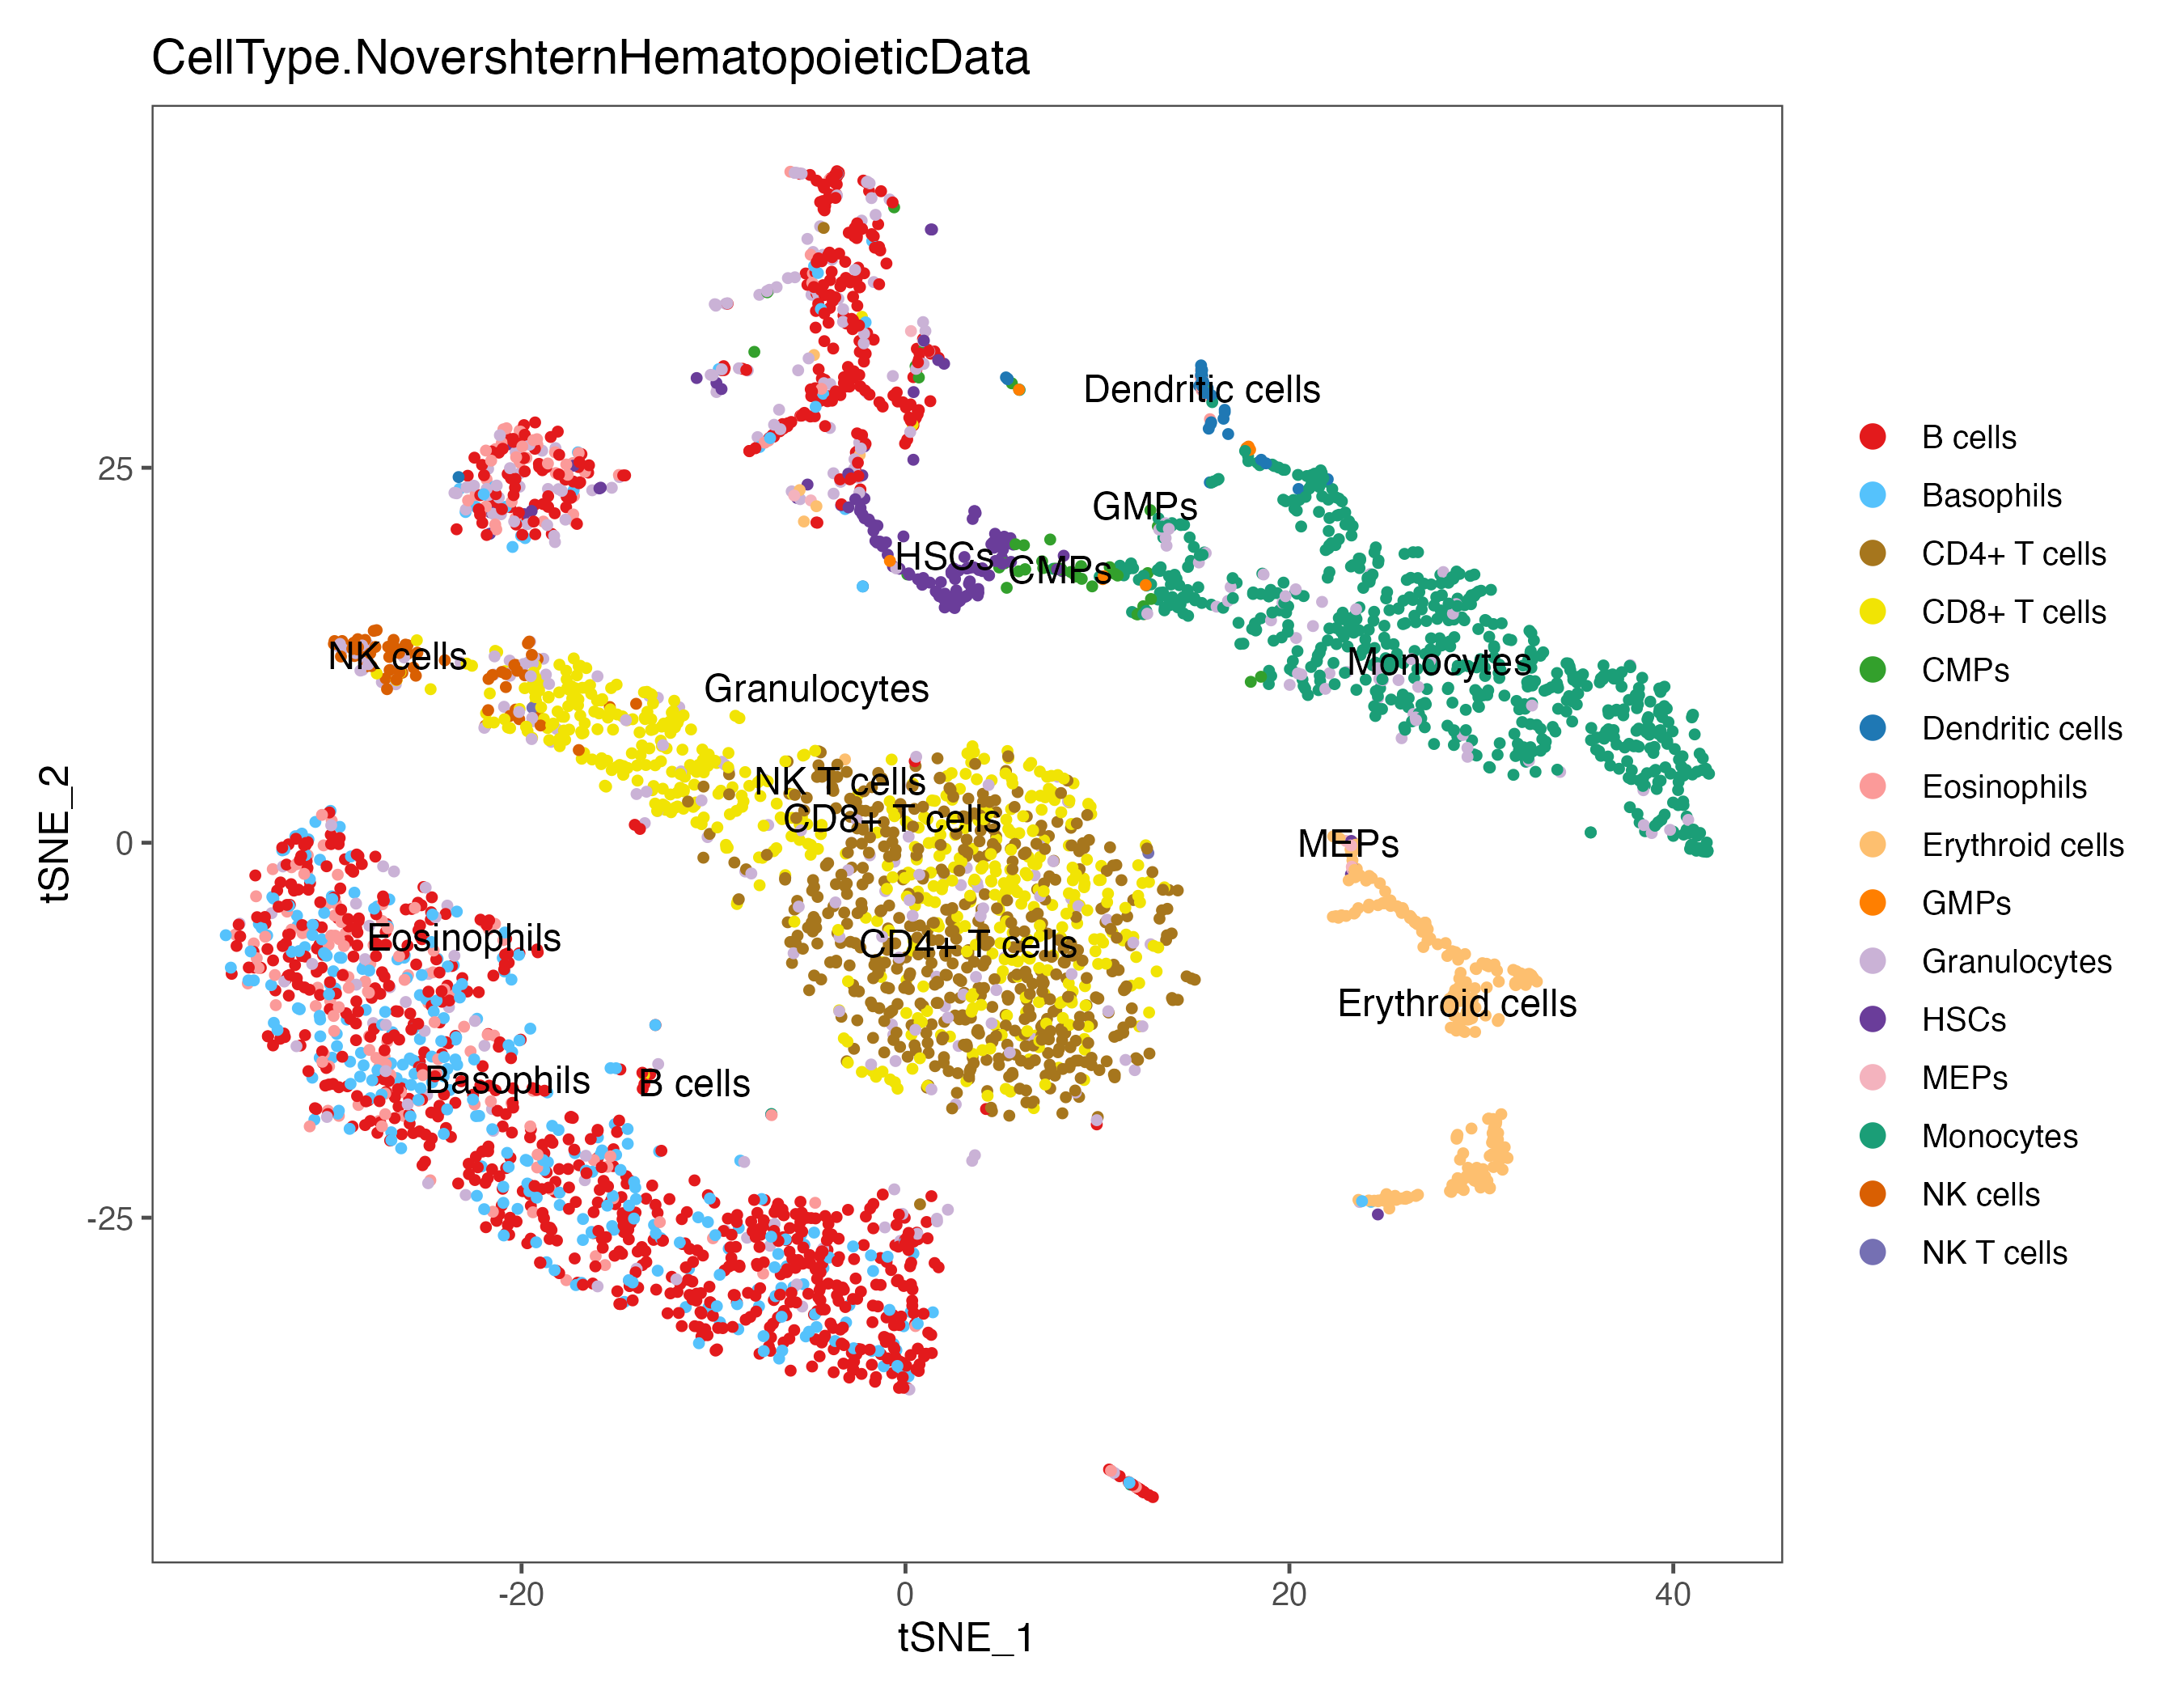 CellType.NovershternHematopoieticData
Dendritic cells
GMPs
HSCs
CMPs
NK cells
Granulocytes
Monocytes
NK T cells
CD8+ T cells
MEPs
Eosinophils
CD4+ T cells
Erythroid cells
Basophils
B cells
25
0
-25
tSNE_2
-20
0
20
40
tSNE_1
B cells
Basophils
CD4+ T cells
CD8+ T cells
CMPs
Dendritic cells
Eosinophils
Erythroid cells
GMPs
Granulocytes
HSCs
MEPs
Monocytes
NK cells
NK T cells